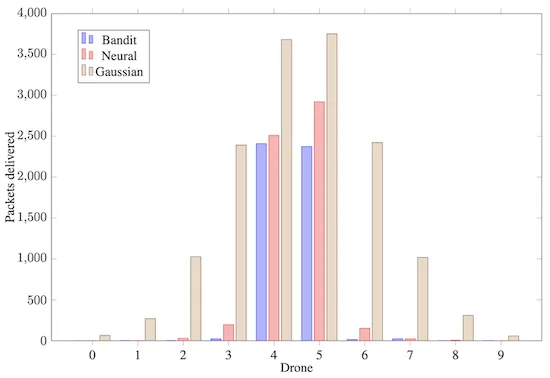 4,000
3,500
3,000
2,500
2,000
1,500
1,000
500
0
Packets delivered
Bandit
Neural
Gaussian
0 1 2 3 4 5 6 7 8 9
Drone